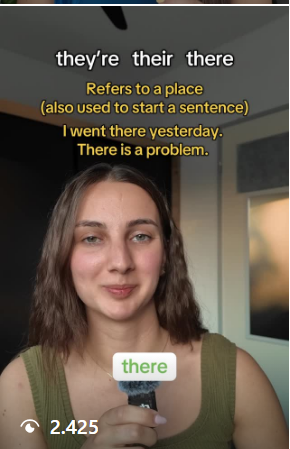 they're their there
Refers to a place
(also used to start a sentence)
I went there yesterday.
There is a problem.
there
2.425